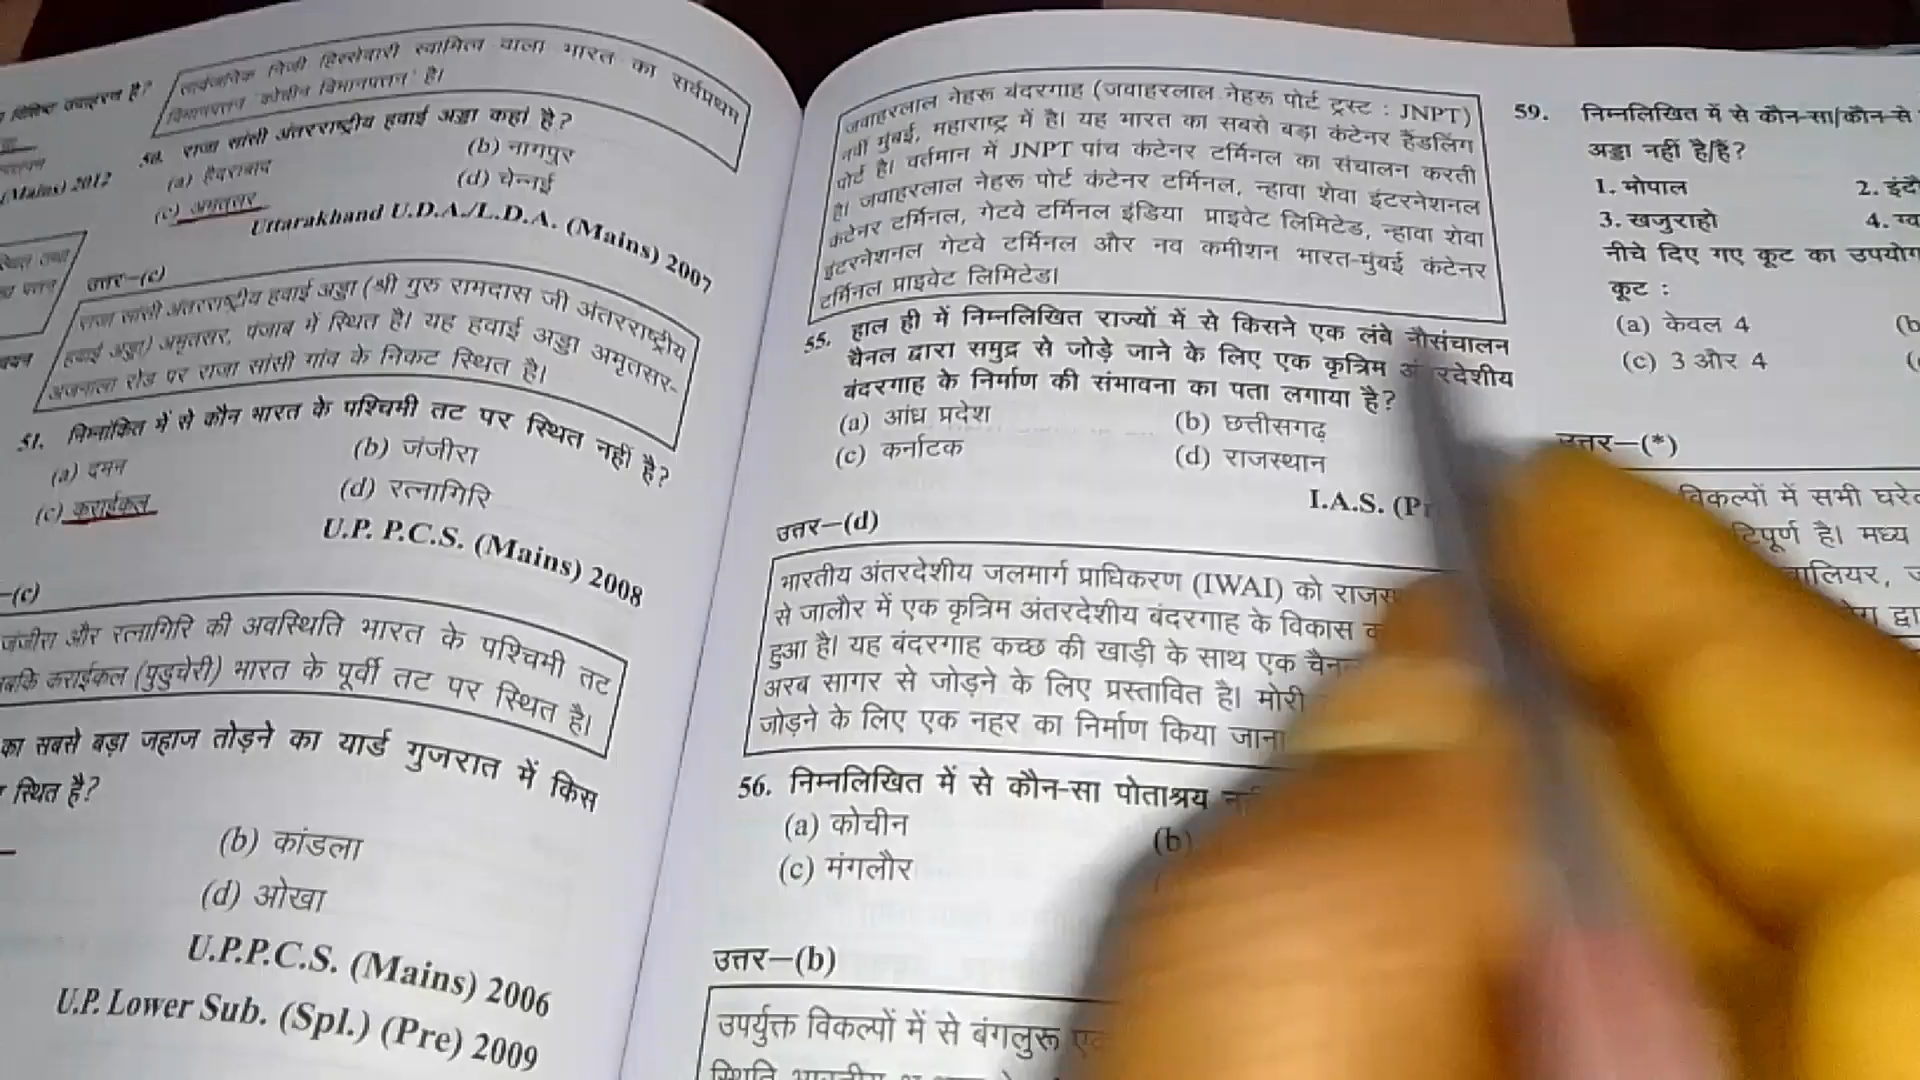 विशिष्ट उदाहरण है?
(Mains) 2012
सार्वजनिक निजी हिस्सेदारी स्वामित्व वाला भारत का सर्वप्रथम
विमानपत्तन 'कोचीन विमानपत्तन' है।
50. राजा सांसी अंतरराष्ट्रीय हवाई अड्डा कहां है?
(a) हैदराबाद
(b) नागपुर
(c) अमृतसर
(d) चेन्नई
Uttarakhand U.D.A./L.D.A. (Mains) 2007
उत्तर—(c)
राजा सांसी अंतरराष्ट्रीय हवाई अड्डा (श्री गुरु रामदास जी अंतरराष्ट्रीय
हवाई अड्डा) अमृतसर, पंजाब में स्थित है। यह हवाई अड्डा अमृतसर-
अजनाला रोड पर राजा सांसी गांव के निकट स्थित है।
51. निम्नांकित में से कौन भारत के पश्चिमी तट पर स्थित नहीं है?
(a) दमन
(b) जंजीरा
(c) कराईकल
(d) रत्नागिरि
U.P. P.C.S. (Mains) 2008
—(c)
जंजीरा और रत्नागिरि की अवस्थिति भारत के पश्चिमी तट
कराईकल (पुडुचेरी) भारत के पूर्वी तट पर स्थित है।
का सबसे बड़ा जहाज तोड़ने का यार्ड गुजरात में किस
स्थित है?
(b) कांडला
(d) ओखा
U.P.P.C.S. (Mains) 2006
U.P. Lower Sub. (Spl.) (Pre) 2009
जवाहरलाल नेहरू बंदरगाह (जवाहरलाल नेहरू पोर्ट ट्रस्ट : JNPT)
नवी मुंबई, महाराष्ट्र में है। यह भारत का सबसे बड़ा कंटेनर हैंडलिंग
पोर्ट है। वर्तमान में JNPT पांच कंटेनर टर्मिनल का संचालन करती
है। जवाहरलाल नेहरू पोर्ट कंटेनर टर्मिनल, न्हावा शेवा इंटरनेशनल
कंटेनर टर्मिनल, गेटवे टर्मिनल इंडिया प्राइवेट लिमिटेड, न्हावा शेवा
इंटरनेशनल गेटवे टर्मिनल और नव कमीशन भारत-मुंबई कंटेनर
टर्मिनल प्राइवेट लिमिटेड।
55. हाल ही में निम्नलिखित राज्यों में से किसने एक लंबे नौसंचालन
चैनल द्वारा समुद्र से जोड़े जाने के लिए एक कृत्रिम अंतरदेशीय
बंदरगाह के निर्माण की संभावना का पता लगाया है?
(a) आंध्र प्रदेश
(b) छत्तीसगढ़
(c) कर्नाटक
(d) राजस्थान
I.A.S. (Pr
उत्तर—(d)
भारतीय अंतरदेशीय जलमार्ग प्राधिकरण (IWAI) को
से जालौर में एक कृत्रिम अंतरदेशीय बंदरगाह के विकास
हुआ है। यह बंदरगाह कच्छ की खाड़ी के साथ एक चैनल
अरब सागर से जोड़ने के लिए प्रस्तावित है। मोरी
जोड़ने के लिए एक नहर का निर्माण किया जाना
56. निम्नलिखित में से कौन-सा पोताश्रय
(a) कोचीन
(b)
(c) मंगलौर
उत्तर—(b)
उपर्युक्त विकल्पों में से बंगलुरू
59. निम्नलिखित में से कौन-सा/कौन-से
अड्डा नहीं है/हैं?
1. भोपाल
2.
3. खजुराहो
4.
नीचे दिए गए कूट का उपयोग
कूट :
(a) केवल 4
(b
(c) 3 और 4
उत्तर—(*)
विकल्पों में सभी
है। मध्य